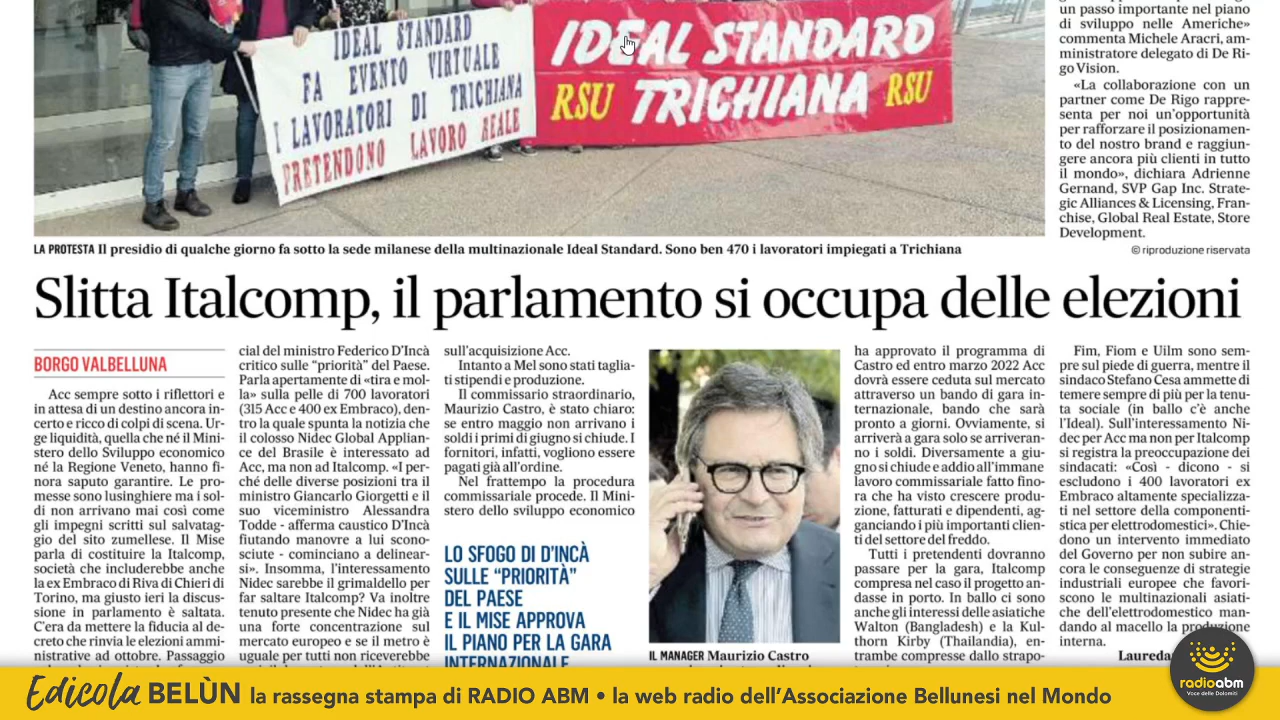 IDEAL STANDARD
FA EVENTO VIRTUALE
I LAVORATORI DI TRICHIANA
PRETENDONO LAVORO REALE
IDEAL STANDARD
RSU TRICHIANA RSU
un passo importante nel piano
di sviluppo nelle Americhe»
commenta Michele Aracri, am-
ministratore delegato di De Ri-
go Vision.
«La collaborazione con un
partner come De Rigo rappre-
senta per noi un'opportunità
per rafforzare il posizionamen-
to del nostro brand e raggiun-
gere ancora più clienti in tutto
il mondo», dichiara Adrienne
Gernand, SVP Gap Inc. Strate-
gic Alliances & Licensing, Fran-
chise, Global Real Estate, Store
Development.
© riproduzione riservata
LA PROTESTA Il presidio di qualche giorno fa sotto la sede milanese della multinazionale Ideal Standard. Sono ben 470 i lavoratori impiegati a Trichiana
Slitta Italcomp, il parlamento si occupa delle elezioni
BORGO VALBELLUNA
Acc sempre sotto i riflettori e
in attesa di un destino ancora in-
certo e ricco di colpi di scena. Ur-
ge liquidità, quella che né il Mini-
stero dello Sviluppo economico
né la Regione Veneto, hanno fi-
nora saputo garantire. Le pro-
messe sono lusinghiere ma i sol-
di non arrivano mai così come
gli impegni scritti sul salvatag-
gio del sito zumellese. Il Mise
parla di costituire la Italcomp,
società che includerebbe anche
la ex Embraco di Riva di Chieri di
Torino, ma giusto ieri la discus-
sione in parlamento è saltata.
C'era da mettere la fiducia al de-
creto che rinvia le elezioni ammi-
nistrative ad ottobre. Passaggio
cial del ministro Federico D'Incà
critico sulle “priorità” del Paese.
Parla apertamente di «tira e mol-
la» sulla pelle di 700 lavoratori
(315 Acc e 400 ex Embraco), den-
tro la quale spunta la notizia che
il colosso Nidec Global Applian-
ce del Brasile è interessato ad
Acc, ma non ad Italcomp. «I per-
ché delle diverse posizioni tra il
ministro Giancarlo Giorgetti e il
suo viceministro Alessandra
Todde - afferma caustico D'Incà
fiutando manovre a lui scono-
sciute - cominciano a delinear-
si». Insomma, l'interessamento
Nidec sarebbe il grimaldello per
far saltare Italcomp? Va inoltre
tenuto presente che Nidec ha già
una forte concentrazione sul
mercato europeo e se il metro è
uguale per tutti non riceverebbe
sull'acquisizione Acc.
Intanto a Mel sono stati taglia-
ti stipendi e produzione.
Il commissario straordinario,
Maurizio Castro, è stato chiaro:
se entro maggio non arrivano i
soldi i primi di giugno si chiude. I
fornitori, infatti, vogliono essere
pagati già all'ordine.
Nel frattempo la procedura
commissariale procede. Il Mini-
stero dello sviluppo economico
LO SFOGO DI D'INCÀ
SULLE “PRIORITÀ”
DEL PAESE
E IL MISE APPROVA
IL PIANO PER LA GARA
INTERNAZIONALE
IL MANAGER Maurizio Castro
ha approvato il programma di
Castro ed entro marzo 2022 Acc
dovrà essere ceduta sul mercato
attraverso un bando di gara in-
ternazionale, bando che sarà
pronto a giorni. Ovviamente, si
arriverà a gara solo se arriveran-
no i soldi. Diversamente a giu-
gno si chiude e addio all'immane
lavoro commissariale fatto fino-
ra che ha visto crescere produ-
zione, fatturati e dipendenti, ag-
ganciando i più importanti clien-
ti del settore del freddo.
Tutti i pretendenti dovranno
passare per la gara, Italcomp
compresa nel caso il progetto an-
dasse in porto. In ballo ci sono
anche gli interessi delle asiatiche
Walton (Bangladesh) e la Kul-
thorn Kirby (Thailandia), en-
trambe compresse dallo strapo-
Fim, Fiom e Uilm sono sem-
pre sul piede di guerra, mentre il
sindaco Stefano Cesa ammette di
temere sempre di più per la tenu-
ta sociale (in ballo c'è anche
l'Ideal). Sull'interessamento Ni-
dec per Acc ma non per Italcomp
si registra la preoccupazione dei
sindacati: «Così - dicono - si
escludono i 400 lavoratori ex
Embraco altamente specializza-
ti nel settore della componenti-
stica per elettrodomestici». Chie-
dono un intervento immediato
del Governo per non subire an-
cora le conseguenze di strategie
industriali europee che favori-
scono le multinazionali asiati-
che dell'elettrodomestico man-
dando al macello la produzione
interna.
Edicola BELÙN la rassegna stampa di RADIO ABM • la web radio dell'Associazione Bellunesi nel Mondo
radioabm
Voce delle Dolomiti